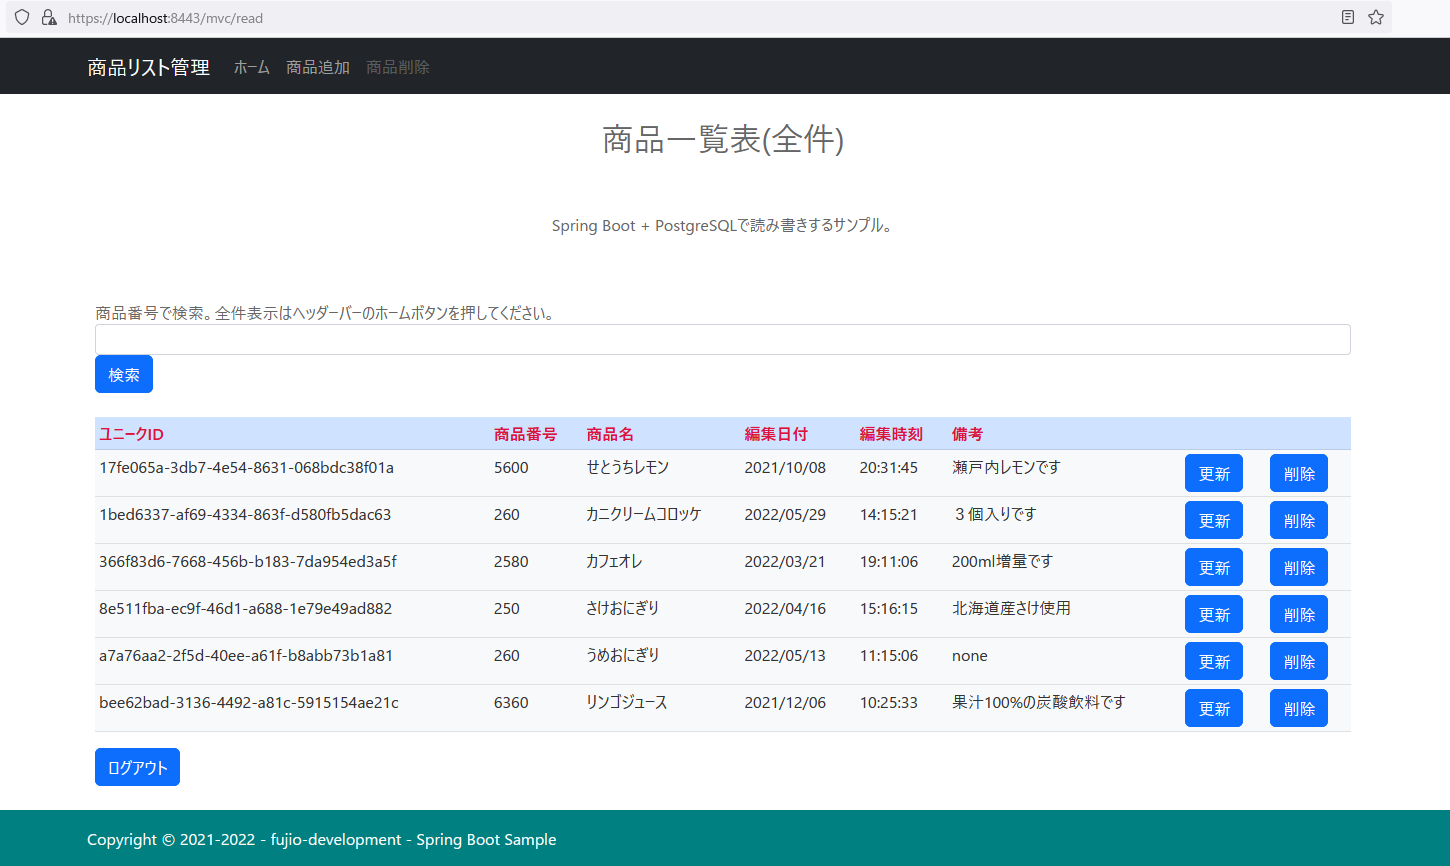 https://localhost:8443/mvc/read
商品リスト管理 ホーム 商品追加 商品削除
商品一覧表(全件)
Spring Boot + PostgreSQLで読み書きするサンプル。
商品番号で検索。全件表示はヘッダーバーのホームボタンを押してください。
検索
ユニークID 商品番号 商品名 編集日付 編集時刻 備考
17fe065a-3db7-4e54-8631-068bdc38f01a 5600 せとうちレモン 2021/10/08 20:31:45 瀬戸内レモンです 更新 削除
1bed6337-af69-4334-863f-d580fb5dac63 260 カニクリームコロッケ 2022/05/29 14:15:21 3個入りです 更新 削除
366f83d6-7668-456b-b183-7da954ed3a5f 2580 カフェオレ 2022/03/21 19:11:06 200ml増量です 更新 削除
8e511fba-ec9f-46d1-a688-1e79e49ad882 250 さけおにぎり 2022/04/16 15:16:15 北海道産さけ使用 更新 削除
a7a76aa2-2f5d-40ee-a61f-b8abb73b1a81 260 うめおにぎり 2022/05/13 11:15:06 none 更新 削除
bee62bad-3136-4492-a81c-5915154ae21c 6360 リンゴジュース 2021/12/06 10:25:33 果汁100%の炭酸飲料です 更新 削除
ログアウト
Copyright © 2021-2022 - fujio-development - Spring Boot Sample